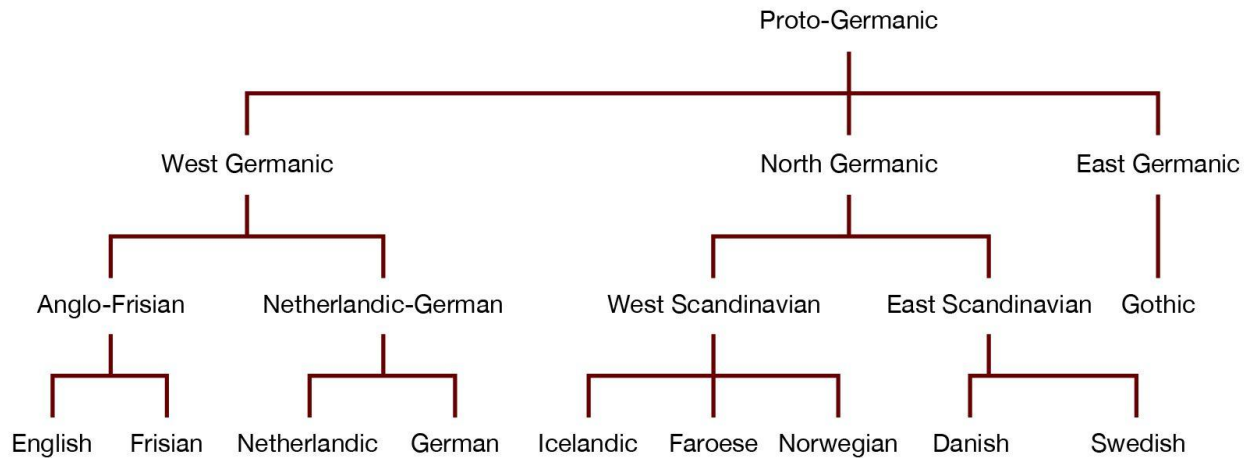 Proto-Germanic
West Germanic
North Germanic
East Germanic
Anglo-Frisian
Netherlandic-German
West Scandinavian
East Scandinavian
Gothic
English
Frisian
Netherlandic
German
Icelandic
Faroese
Norwegian
Danish
Swedish